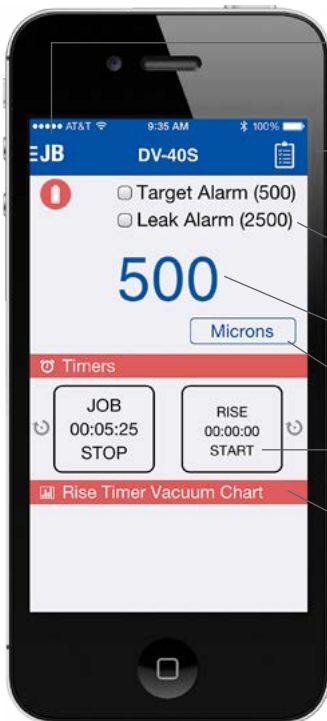 AT&T 9:35 AM 100%
JB DV-40S
Target Alarm (500)
Leak Alarm (2500)
500
Microns
Timers
JOB
00:05:25
STOP
RISE
00:00:00
START
Rise Timer Vacuum Chart